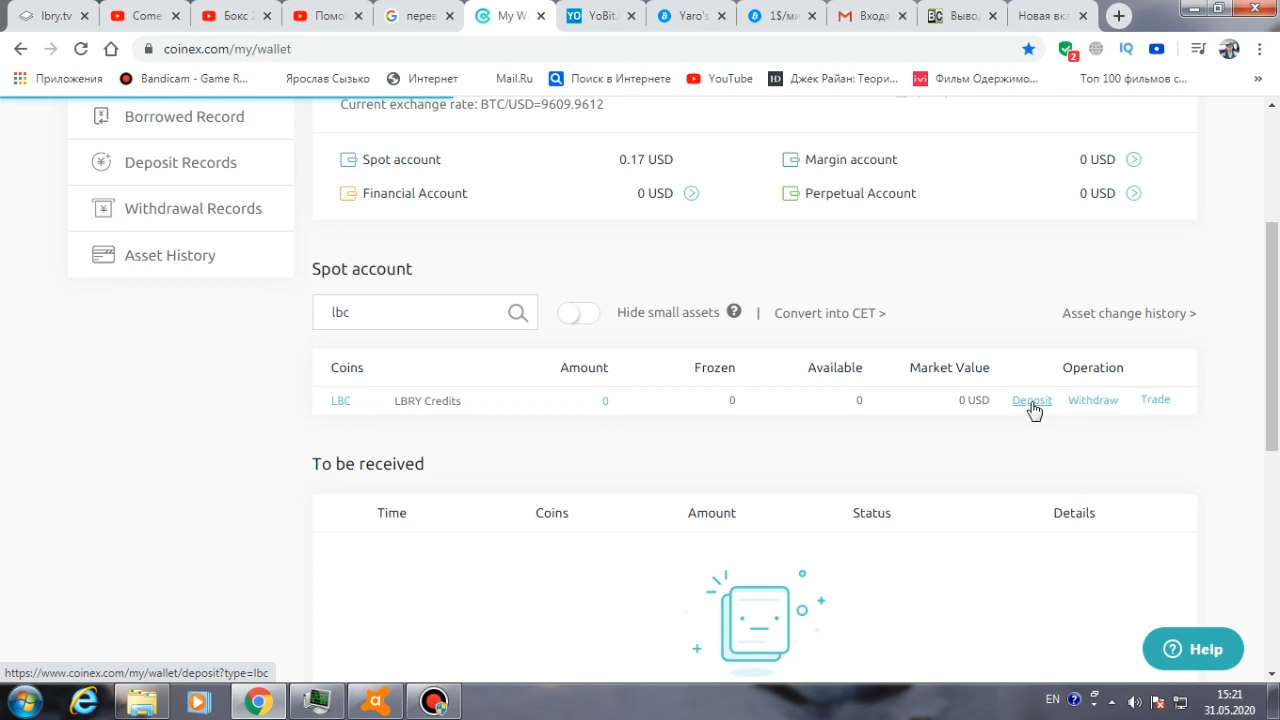 lbry.tv
Come
Бокс 2
Помо
перев
My W
YoBit.
Yaro's
1$/ми
Входя
Выво
Новая вк
coinex.com/my/wallet
2
Приложения
Bandicam - Game R...
Ярослав Сызько
Интернет
Mail.Ru
Поиск в Интернете
YouTube
Джек Райан: Теори...
Фильм Одержимо...
Топ 100 фильмов с...
Current exchange rate: BTC/USD=9609.9612
Borrowed Record
Deposit Records
Withdrawal Records
Asset History
Spot account 0.17 USD
Margin account 0 USD
Financial Account 0 USD
Perpetual Account 0 USD
Spot account
lbc
Hide small assets ? | Convert into CET >
Asset change history >
Coins Amount Frozen Available Market Value Operation
LBC LBRY Credits 0 0 0 0 USD Deposit Withdraw Trade
To be received
Time Coins Amount Status Details
? Help
https://www.coinex.com/my/wallet/deposit?type=lbc
EN
15:21
31.05.2020